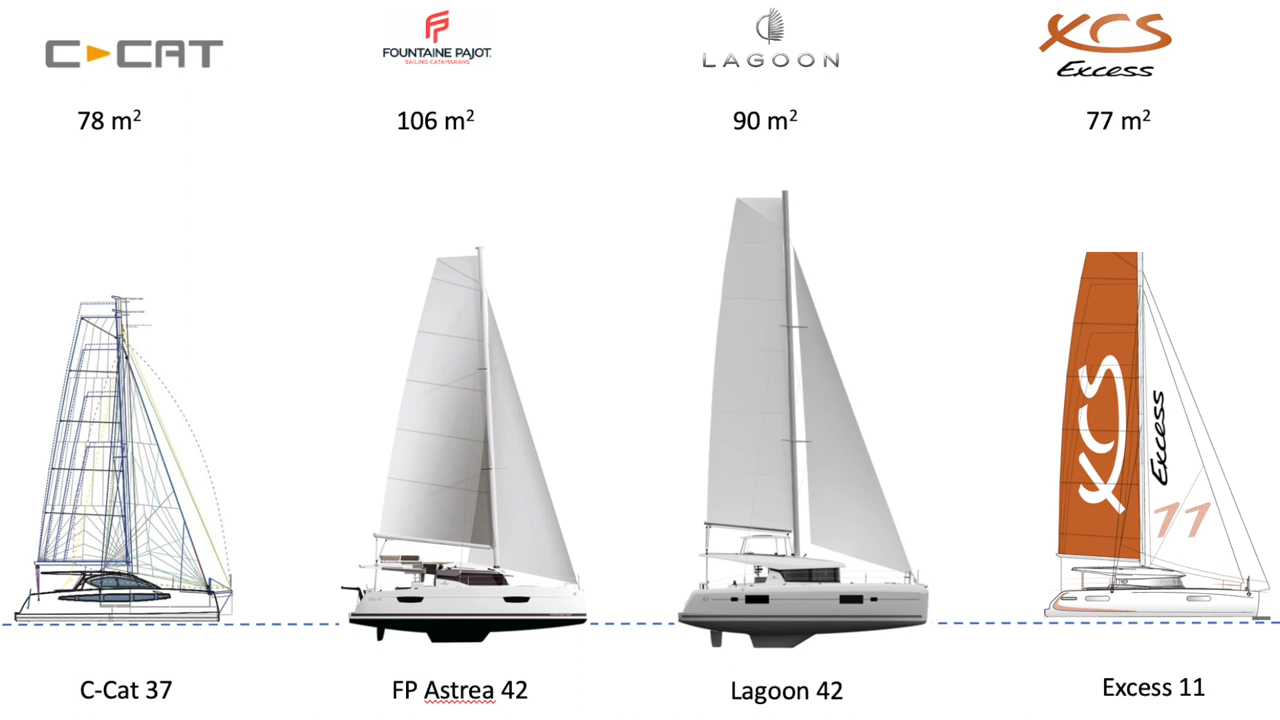 C CAT
FOUNTAINE PAJOT
SAILING CATAMARANS
LAGOON
XCS
Excess
78 m²
106 m²
90 m²
77 m²
XCS
Excess
11
C-Cat 37
FP Astrea 42
Lagoon 42
Excess 11